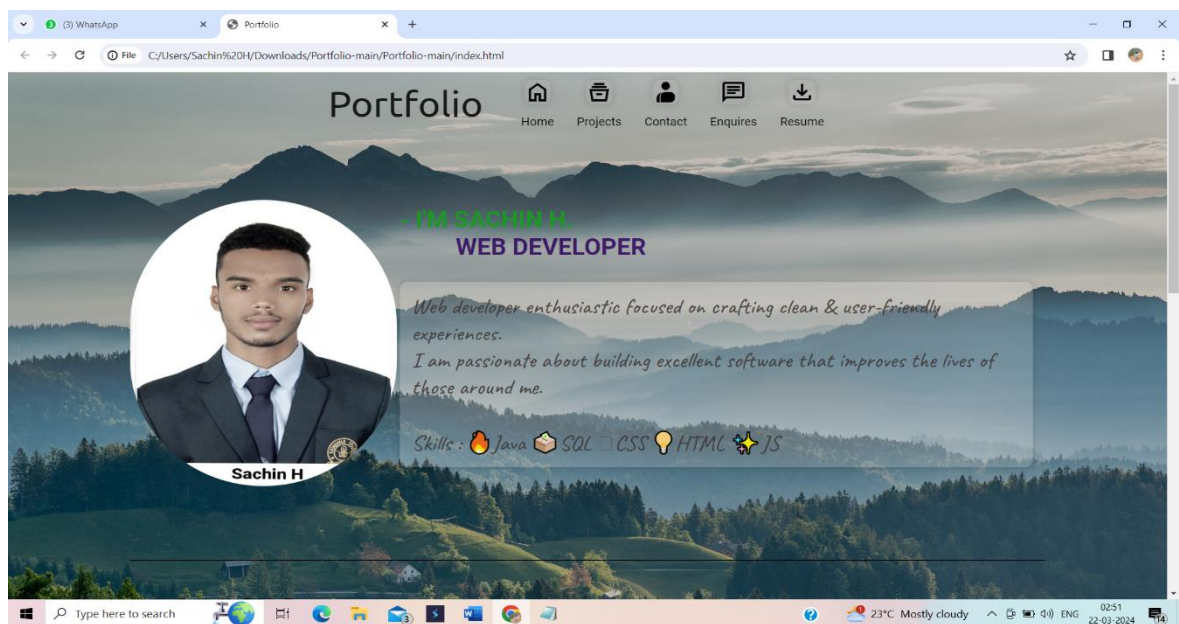 (3) WhatsApp
Portfolio
File C:/Users/Sachin%20H/Downloads/Portfolio-main/Portfolio-main/index.html
Portfolio
Home Projects Contact Enquires Resume
- I'M SACHIN H.
WEB DEVELOPER
Web developer enthusiastic focused on crafting clean & user-friendly
experiences.
I am passionate about building excellent software that improves the lives of
those around me.
Skills : Java SQL CSS HTML JS
Sachin H
Type here to search
3
23°C Mostly cloudy
ENG
02:51
22-03-2024
14